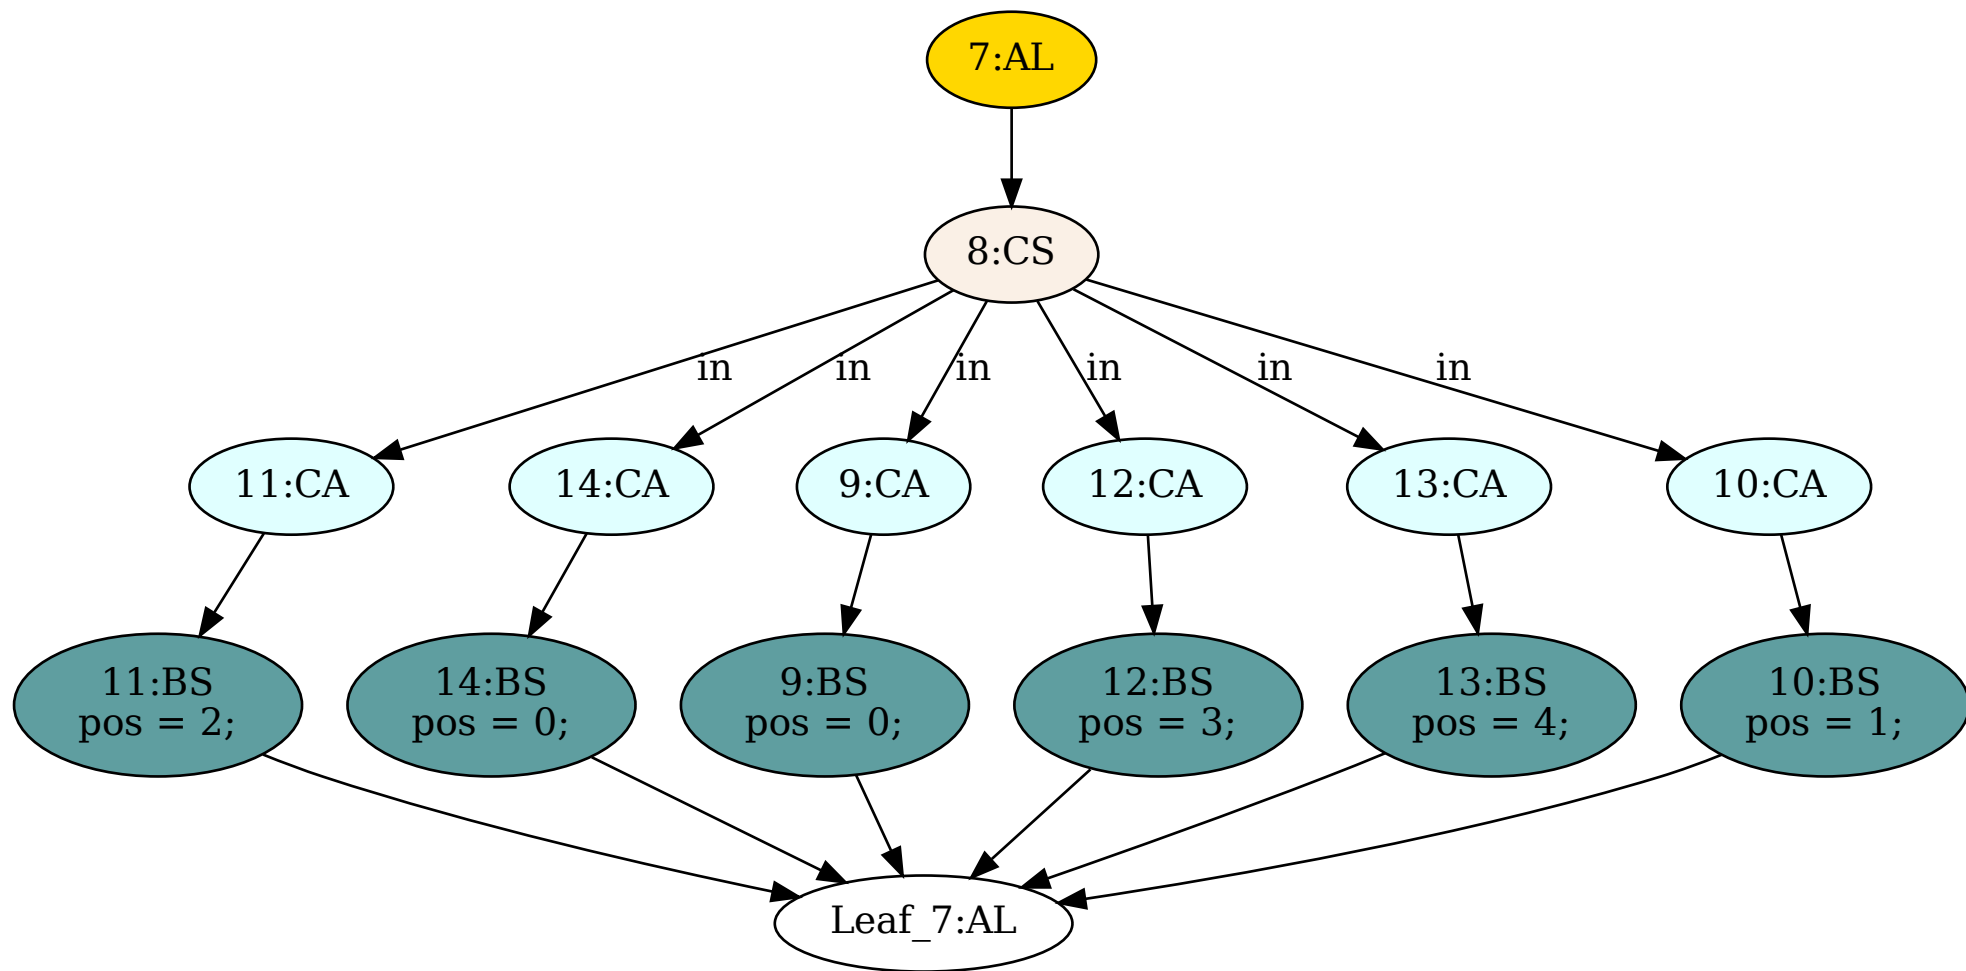 7:AL
8:CS
in in in in in in
11:CA 14:CA 9:CA 12:CA 13:CA 10:CA
11:BS 14:BS 9:BS 12:BS 13:BS 10:BS
pos = 2; pos = 0; pos = 0; pos = 3; pos = 4; pos = 1;
Leaf_7:AL